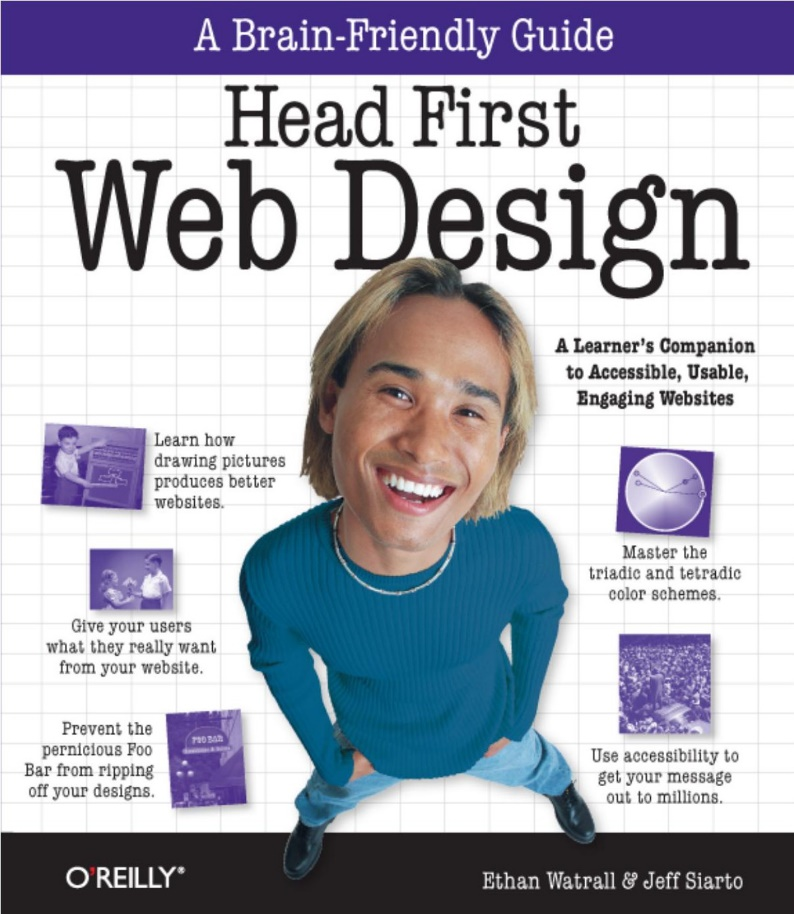 A Brain-Friendly Guide
Head First
Web Design
A Learner's Companion
to Accessible, Usable,
Engaging Websites
Learn how
drawing pictures
produces better
websites.
Master the
triadic and tetradic
color schemes.
Give your users
what they really want
from your website.
Prevent the
pernicious Foo
Bar from ripping
off your designs.
FOO BAR
Use accessibility to
get your message
out to millions.
O'REILLY®
Ethan Watrall & Jeff Siarto